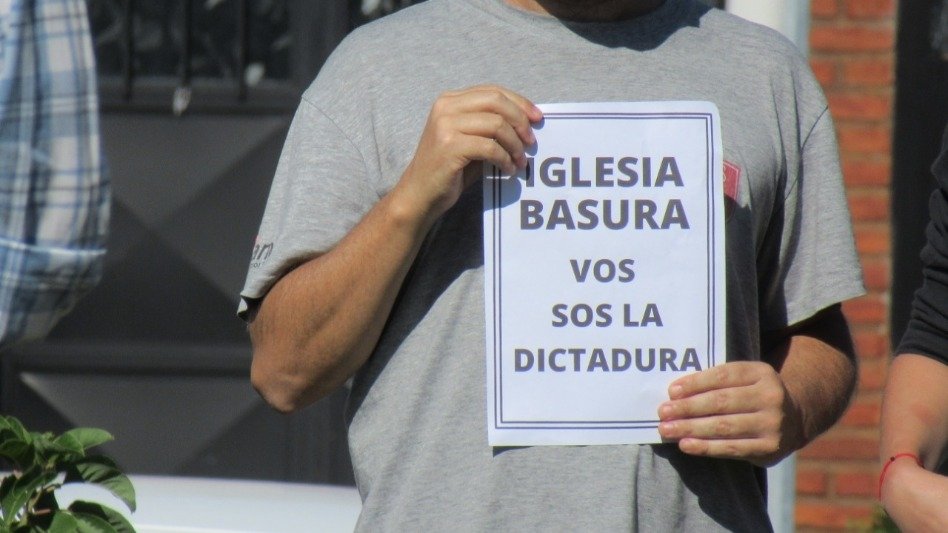 IGLESIA
BASURA
VOS
SOS LA
DICTADURA